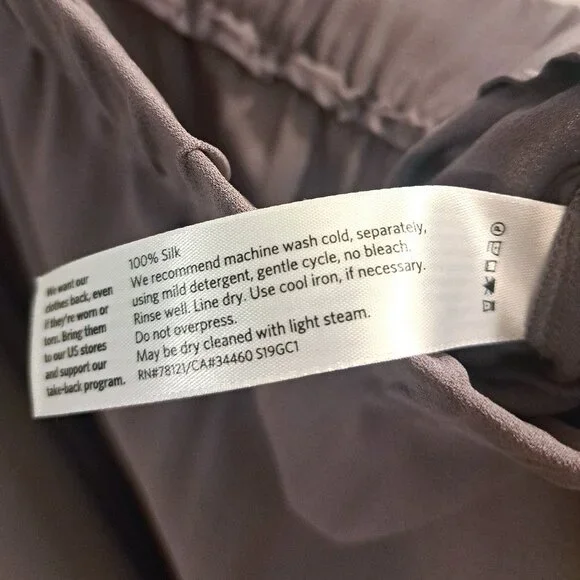 We want our
clothes back, even
if they're worn or
torn. Bring them
to our US stores
and support our
take-back program.
100% Silk
We recommend machine wash cold, separately,
using mild detergent, gentle cycle, no bleach.
Rinse well. Line dry. Use cool iron, if necessary.
Do not overpress.
May be dry cleaned with light steam.
RN#78121/CA#34460 S19GC1